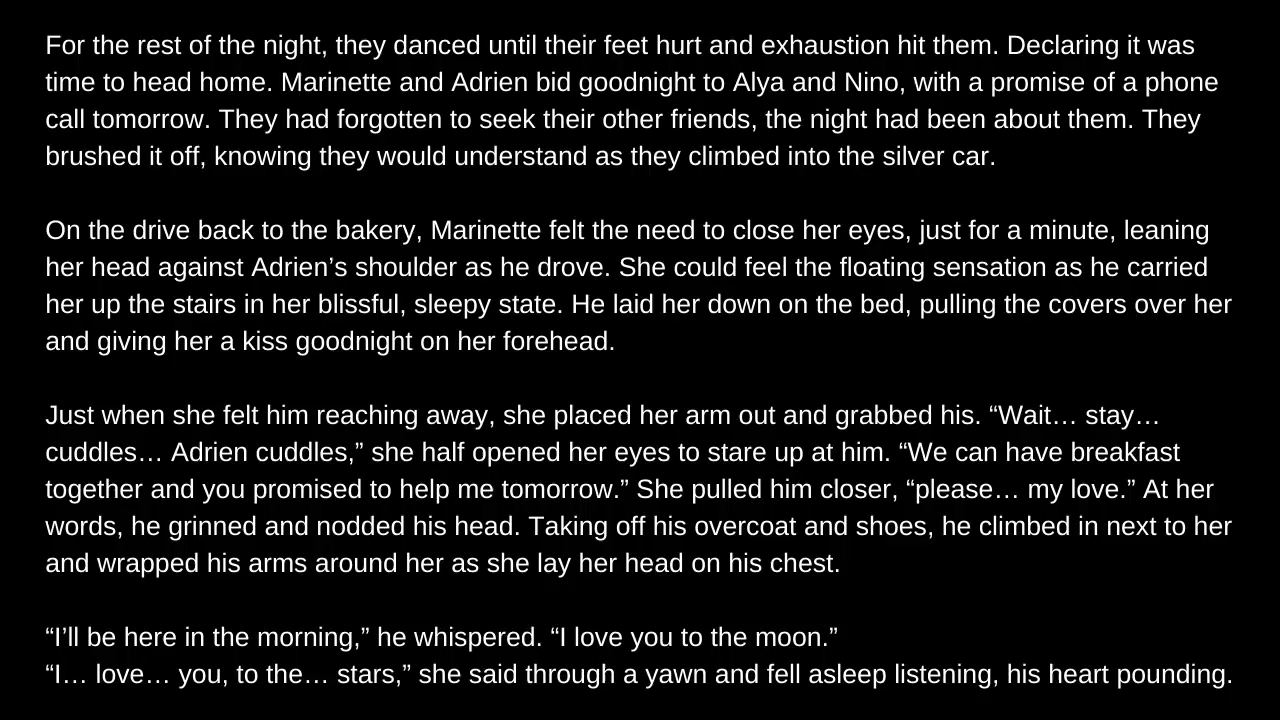 For the rest of the night, they danced until their feet hurt and exhaustion hit them. Declaring it was
time to head home. Marinette and Adrien bid goodnight to Alya and Nino, with a promise of a phone
call tomorrow. They had forgotten to seek their other friends, the night had been about them. They
brushed it off, knowing they would understand as they climbed into the silver car.
On the drive back to the bakery, Marinette felt the need to close her eyes, just for a minute, leaning
her head against Adrien’s shoulder as he drove. She could feel the floating sensation as he carried
her up the stairs in her blissful, sleepy state. He laid her down on the bed, pulling the covers over her
and giving her a kiss goodnight on her forehead.
Just when she felt him reaching away, she placed her arm out and grabbed his. “Wait… stay…
cuddles… Adrien cuddles,” she half opened her eyes to stare up at him. “We can have breakfast
together and you promised to help me tomorrow.” She pulled him closer, “please… my love.” At her
words, he grinned and nodded his head. Taking off his overcoat and shoes, he climbed in next to her
and wrapped his arms around her as she lay her head on his chest.
“I’ll be here in the morning,” he whispered. “I love you to the moon.”
“I… love… you, to the… stars,” she said through a yawn and fell asleep listening, his heart pounding.